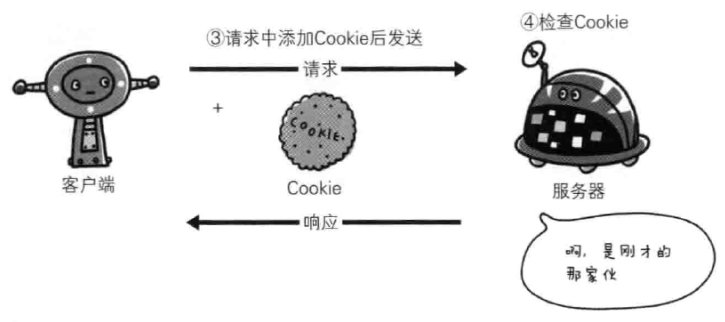 ③请求中添加Cookie后发送
④检查Cookie
请求
+
COOKIE.
客户端
Cookie
服务器
响应
啊，是刚才的
那家伙